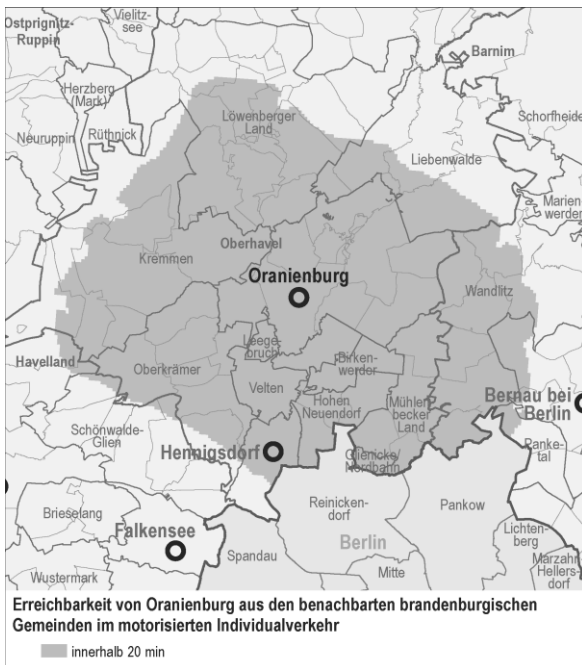 Ostprignitz-
Ruppin
Vielitz-
see
Barnim
Herzberg
(Mark)
Löwenberger
Land
Schorfheide
Neuruppin
Rüthnick
Liebenwalde
Marien-
werder
Oberhavel
Kremmen
Oranienburg
Wandlitz
Havelland
Leege-
bruch
Oberkrämer
Birken-
werder
Velten
Hohen
Neuendorf
Mühlen-
becker
Land
Bernau bei
Berlin
Schönwalde-
Glien
Hennigsdorf
Glienicke/
Nordbahn
Panke-
tal
Reinicken-
dorf
Pankow
Brieselang
Falkensee
Lichten-
berg
Spandau
Berlin
Mitte
Marzahn-
Hellers-
dorf
Wustermark
Erreichbarkeit von Oranienburg aus den benachbarten brandenburgischen
Gemeinden im motorisierten Individualverkehr
innerhalb 20 min